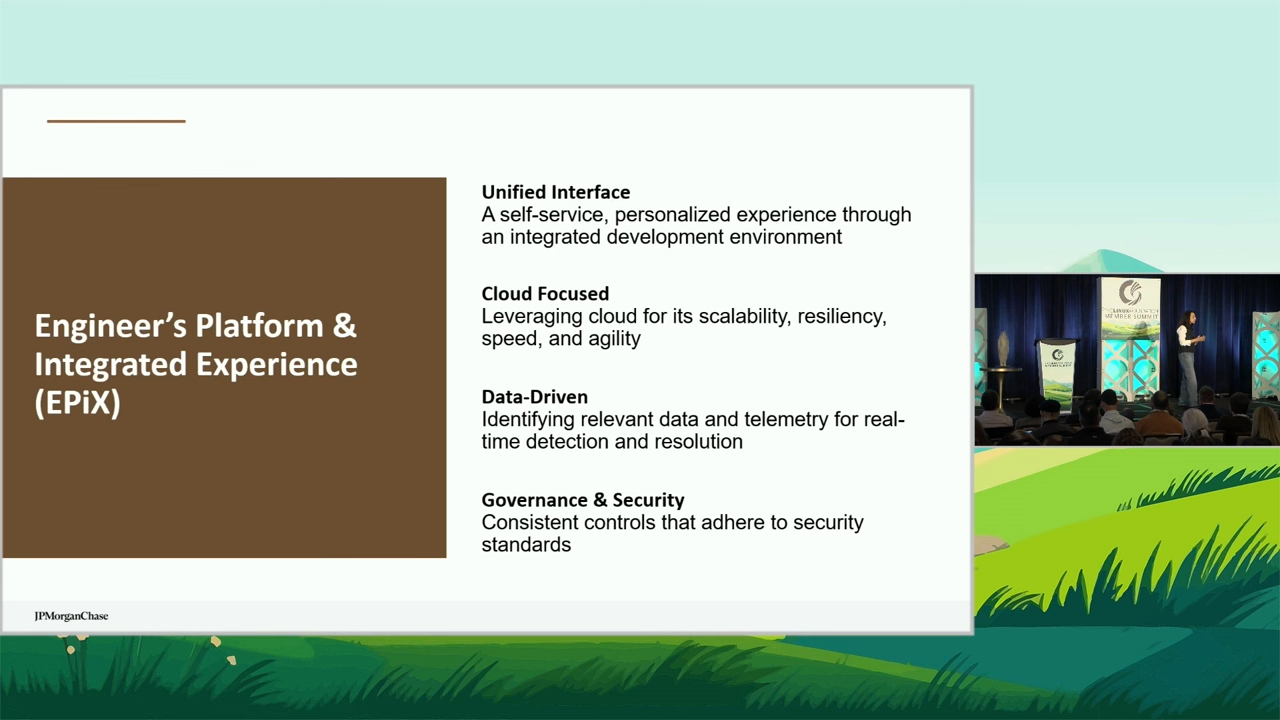 Engineer’s Platform &
Integrated Experience
(EPiX)
Unified Interface
A self-service, personalized experience through
an integrated development environment
Cloud Focused
Leveraging cloud for its scalability, resiliency,
speed, and agility
Data-Driven
Identifying relevant data and telemetry for real-
time detection and resolution
Governance & Security
Consistent controls that adhere to security
standards
JPMorganChase
MEMBER SUMMIT